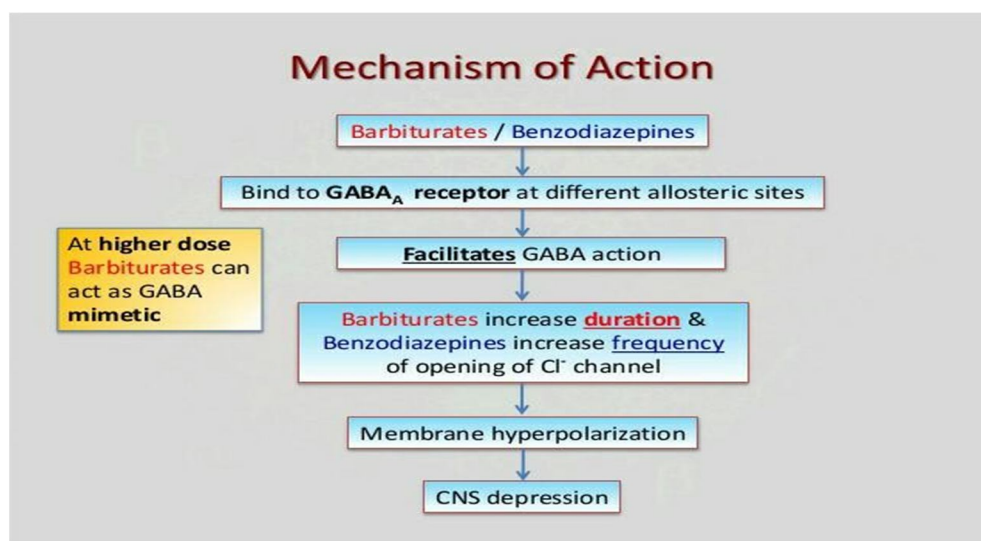 Mechanism of Action
Barbiturates / Benzodiazepines
Bind to GABA_A receptor at different allosteric sites
At higher dose
Barbiturates can
act as GABA
mimetic
Facilitates GABA action
Barbiturates increase duration &
Benzodiazepines increase frequency
of opening of Cl⁻ channel
Membrane hyperpolarization
CNS depression